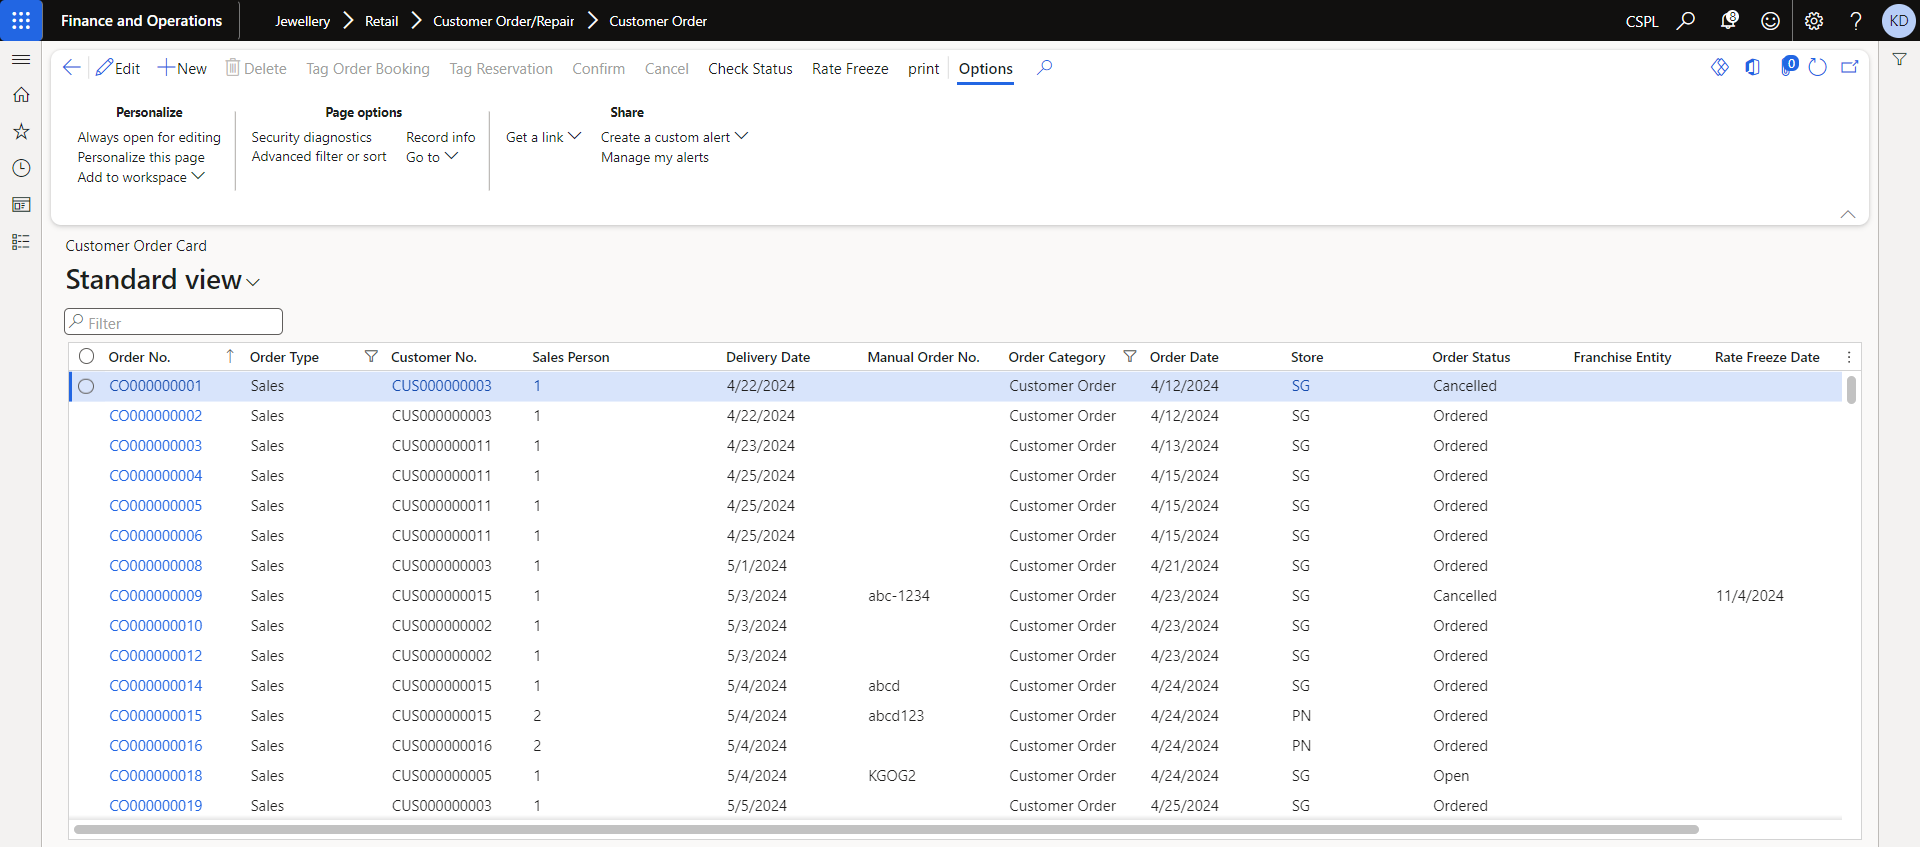 Finance and Operations Jewellery Retail Customer Order/Repair Customer Order CSPL 8 KD
Edit New Delete Tag Order Booking Tag Reservation Confirm Cancel Check Status Rate Freeze print Options 0
Personalize Page options Share
Always open for editing Security diagnostics Record info Get a link Create a custom alert
Personalize this page Advanced filter or sort Go to Manage my alerts
Add to workspace
Customer Order Card
Standard view
Filter
Order No. Order Type Customer No. Sales Person Delivery Date Manual Order No. Order Category Order Date Store Order Status Franchise Entity Rate Freeze Date
CO000000001 Sales CUS000000003 1 4/22/2024 Customer Order 4/12/2024 SG Cancelled
CO000000002 Sales CUS000000003 1 4/22/2024 Customer Order 4/12/2024 SG Ordered
CO000000003 Sales CUS000000011 1 4/23/2024 Customer Order 4/13/2024 SG Ordered
CO000000004 Sales CUS000000011 1 4/25/2024 Customer Order 4/15/2024 SG Ordered
CO000000005 Sales CUS000000011 1 4/25/2024 Customer Order 4/15/2024 SG Ordered
CO000000006 Sales CUS000000011 1 4/25/2024 Customer Order 4/15/2024 SG Ordered
CO000000008 Sales CUS000000003 1 5/1/2024 Customer Order 4/21/2024 SG Ordered
CO000000009 Sales CUS000000015 1 5/3/2024 abc-1234 Customer Order 4/23/2024 SG Cancelled 11/4/2024
CO000000010 Sales CUS000000002 1 5/3/2024 Customer Order 4/23/2024 SG Ordered
CO000000012 Sales CUS000000002 1 5/3/2024 Customer Order 4/23/2024 SG Ordered
CO000000014 Sales CUS000000015 1 5/4/2024 abcd Customer Order 4/24/2024 SG Ordered
CO000000015 Sales CUS000000015 2 5/4/2024 abcd123 Customer Order 4/24/2024 PN Ordered
CO000000016 Sales CUS000000016 2 5/4/2024 Customer Order 4/24/2024 PN Ordered
CO000000018 Sales CUS000000005 1 5/4/2024 KGOG2 Customer Order 4/24/2024 SG Open
CO000000019 Sales CUS000000003 1 5/5/2024 Customer Order 4/25/2024 SG Ordered